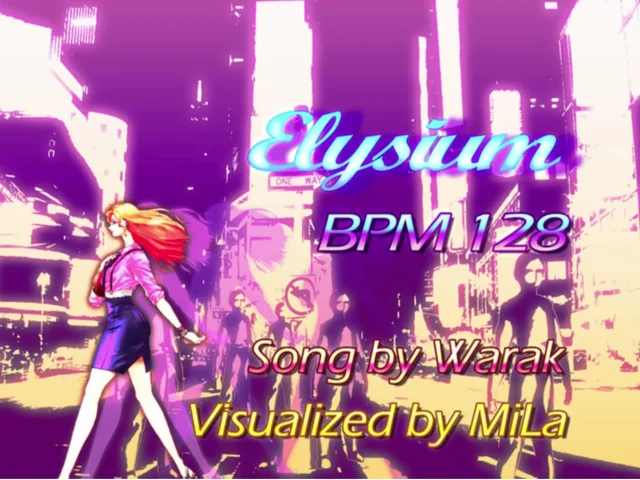 Elysium
ONE WAY
BPM 128
Song by Warak
Visualized by MiLa